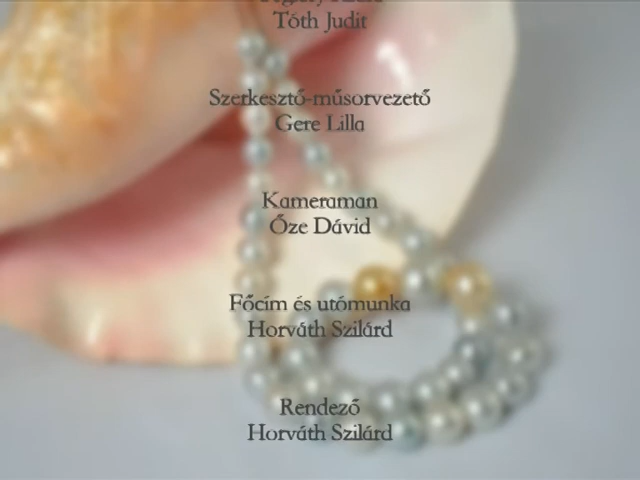 Tóth Judit
Szerkesztő-műsorvezető
Gere Lilla
Kameraman
Őze Dávid
Főcím és utómunka
Horváth Szilárd
Rendező
Horváth Szilárd